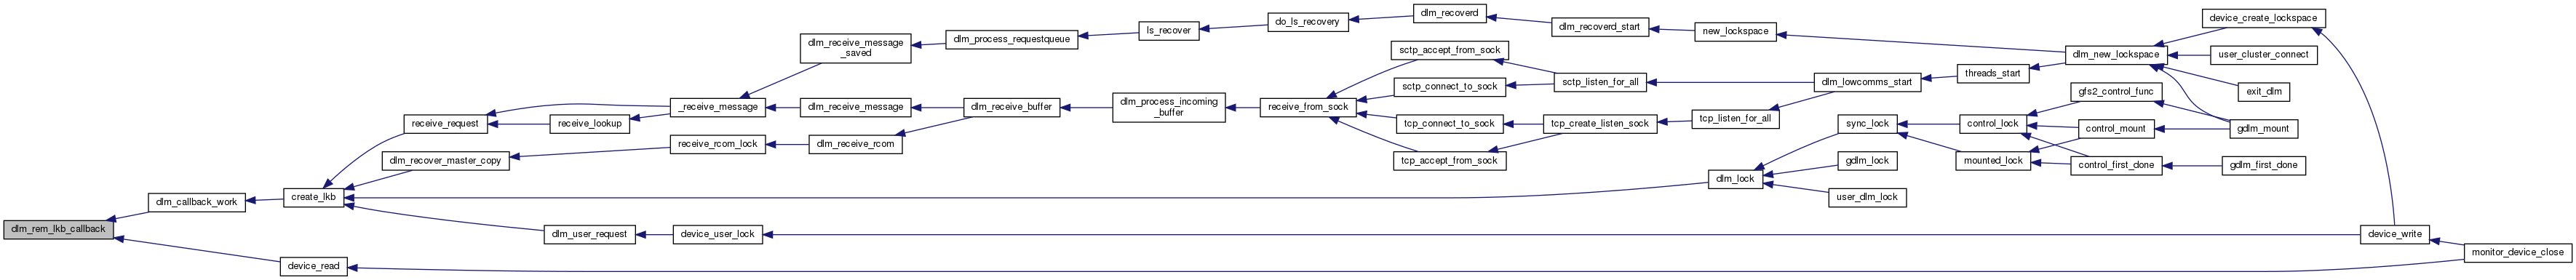 dlm_rem_lkb_callback
dlm_callback_work
device_read
create_lkb
receive_request
dlm_recover_master_copy
dlm_user_request
receive_lookup
_receive_message
receive_rcom_lock
device_user_lock
dlm_receive_message
_saved
dlm_receive_message
dlm_receive_rcom
dlm_process_requestqueue
dlm_receive_buffer
ls_recover
dlm_process_incoming
_buffer
do_ls_recovery
receive_from_sock
dlm_recoverd
sctp_accept_from_sock
sctp_connect_to_sock
tcp_connect_to_sock
tcp_accept_from_sock
dlm_recoverd_start
sctp_listen_for_all
tcp_create_listen_sock
new_lockspace
dlm_lowcomms_start
tcp_listen_for_all
dlm_lock
threads_start
sync_lock
gdlm_lock
user_dlm_lock
dlm_new_lockspace
control_lock
mounted_lock
device_create_lockspace
user_cluster_connect
exit_dlm
gfs2_control_func
control_mount
control_first_done
gdlm_mount
gdlm_first_done
device_write
monitor_device_close